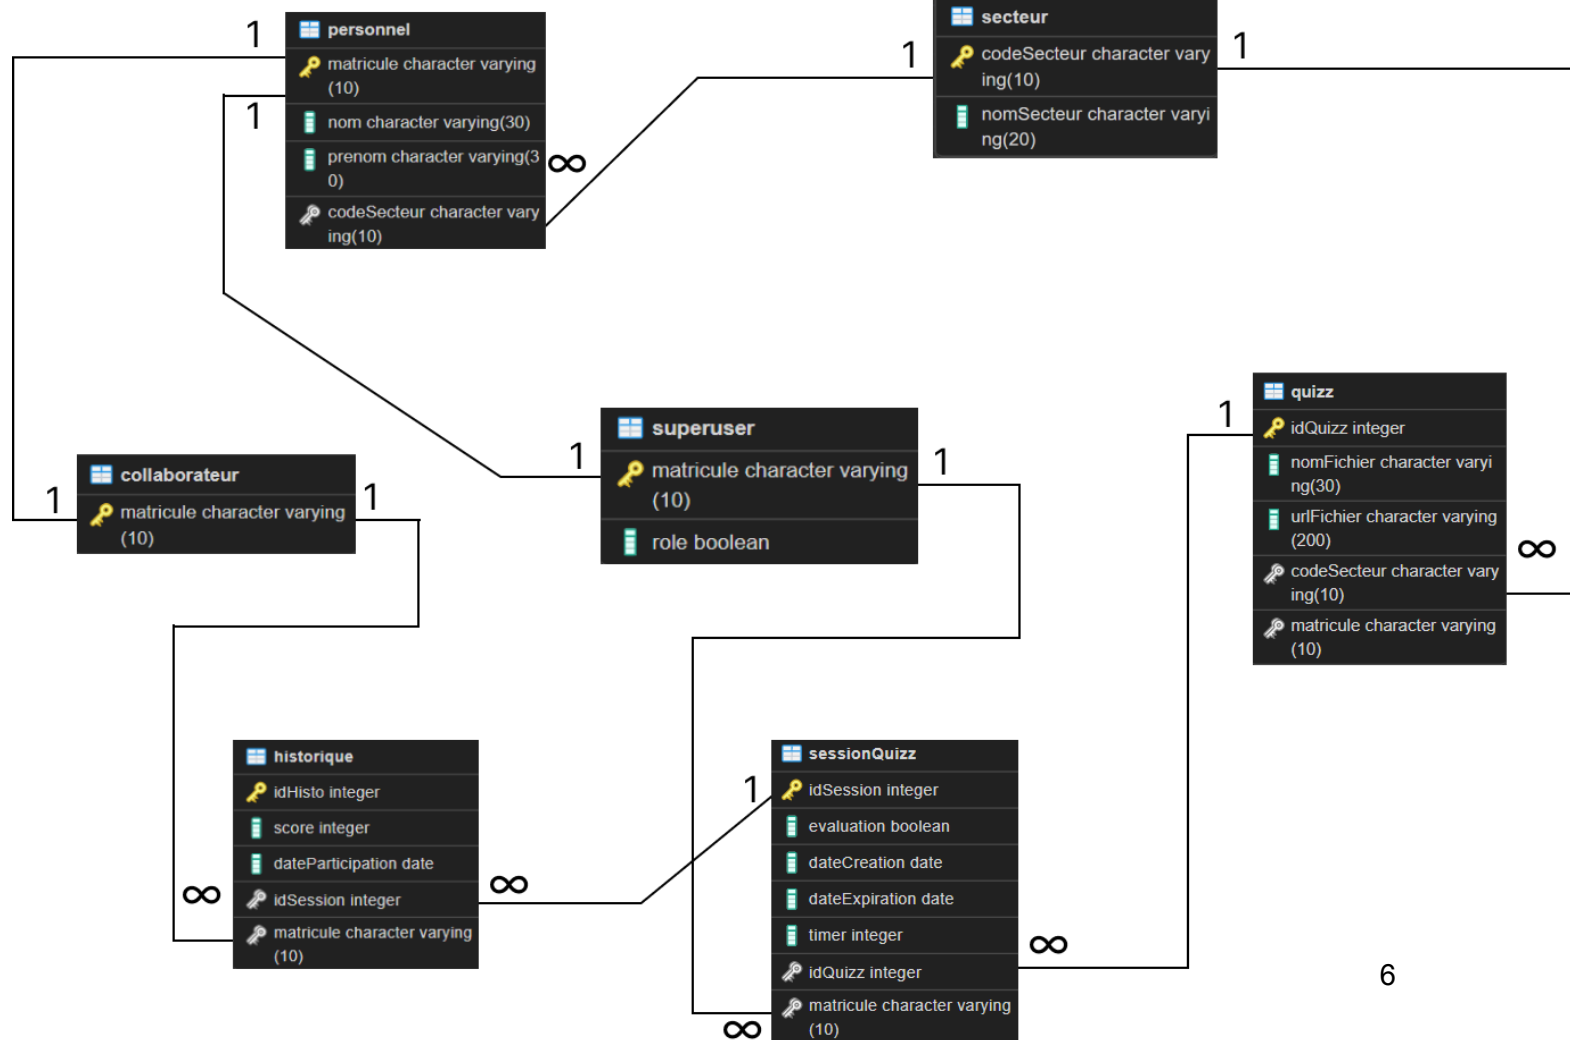 1
personnel
matricule character varying
(10)
nom character varying(30)
prenom character varying(3
0)
codeSecteur character vary
ing(10)
1
∞
1
secteur
codeSecteur character vary
ing(10)
nomSecteur character varyi
ng(20)
1
1
collaborateur
matricule character varying
(10)
1
1
superuser
matricule character varying
(10)
role boolean
1
1
quizz
idQuizz integer
nomFichier character varyi
ng(30)
urlFichier character varying
(200)
codeSecteur character vary
ing(10)
matricule character varying
(10)
∞
historique
idHisto integer
score integer
dateParticipation date
idSession integer
matricule character varying
(10)
∞
∞
1
sessionQuizz
idSession integer
evaluation boolean
dateCreation date
dateExpiration date
timer integer
idQuizz integer
matricule character varying
(10)
∞
∞
6